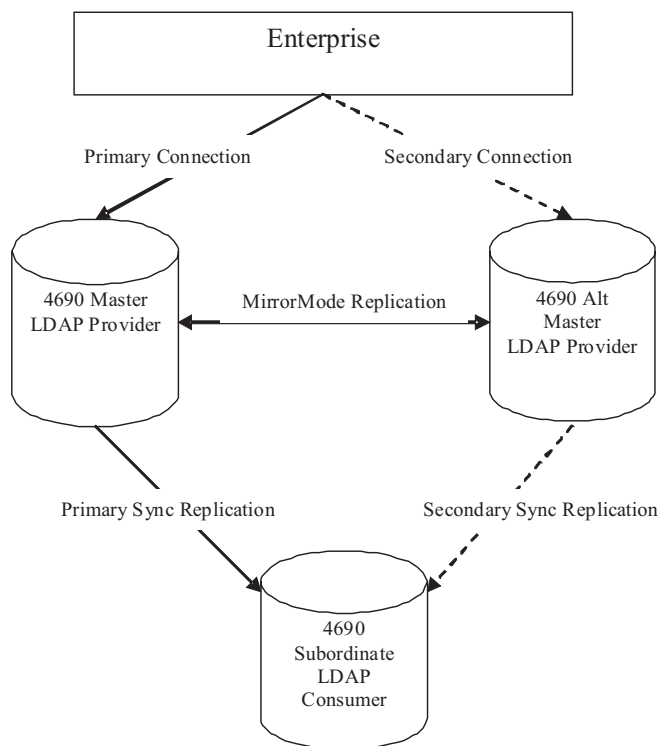 Enterprise
Primary Connection
Secondary Connection
4690 Master
LDAP Provider
MirrorMode Replication
4690 Alt
Master
LDAP Provider
Primary Sync Replication
Secondary Sync Replication
4690
Subordinate
LDAP
Consumer